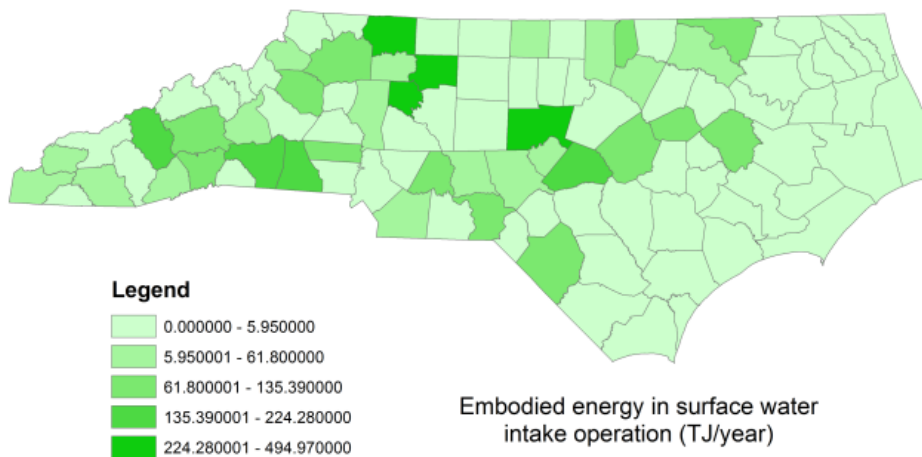 Legend
0.000000 - 5.950000
5.950001 - 61.800000
61.800001 - 135.390000
135.390001 - 224.280000
224.280001 - 494.970000
Embodied energy in surface water
intake operation (TJ/year)